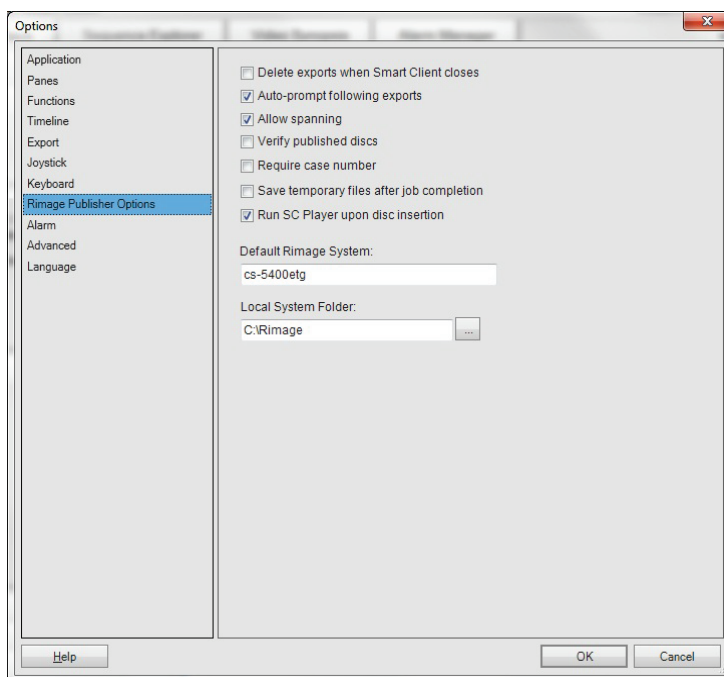 Options
Application
Panes
Functions
Timeline
Export
Joystick
Keyboard
Rimage Publisher Options
Alarm
Advanced
Language
Delete exports when Smart Client closes
Auto-prompt following exports
Allow spanning
Verify published discs
Require case number
Save temporary files after job completion
Run SC Player upon disc insertion
Default Rimage System:
cs-5400etg
Local System Folder:
C:\Rimage
...
Help
OK
Cancel